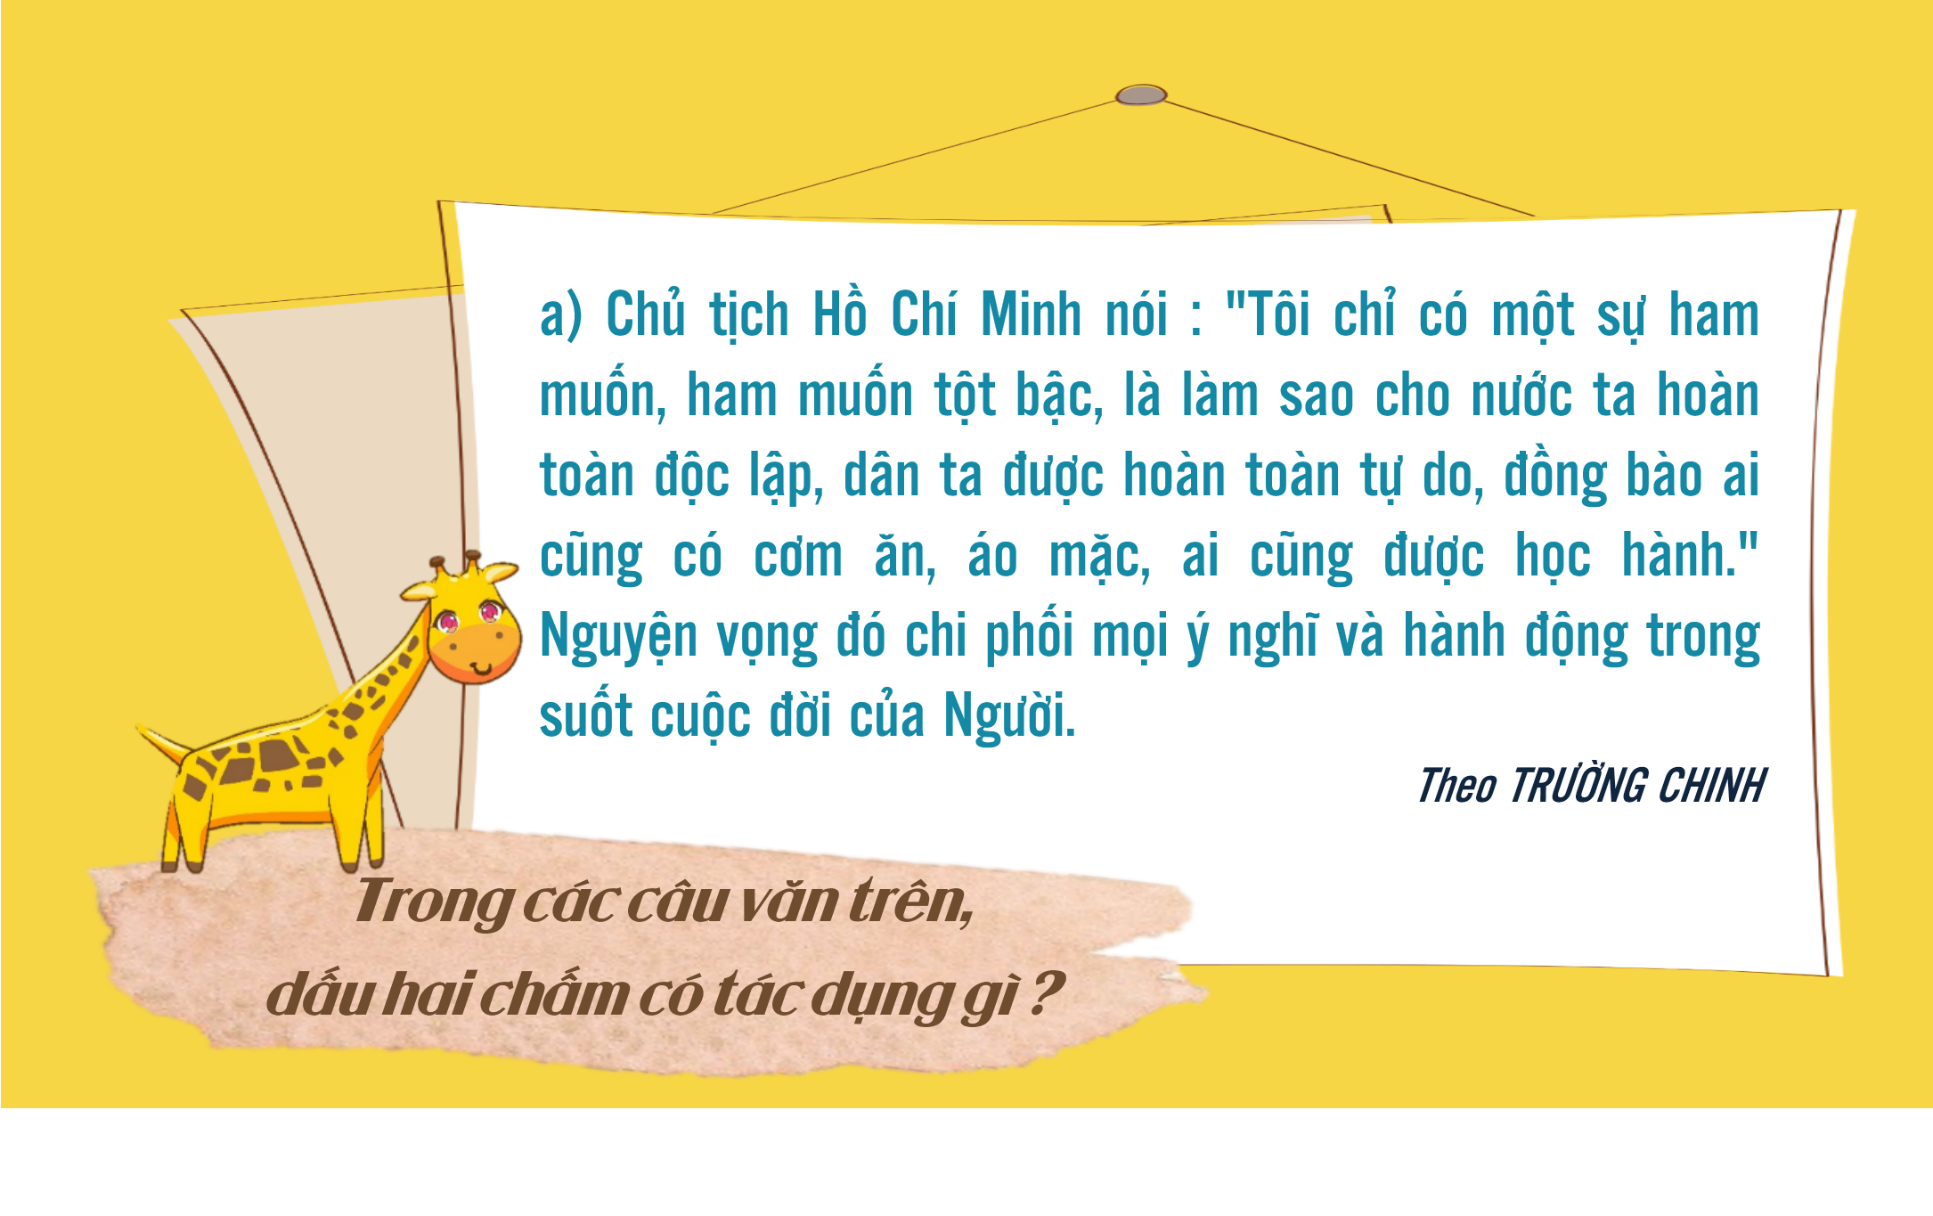 a) Chủ tịch Hồ Chí Minh nói : "Tôi chỉ có một sự ham
muốn, ham muốn tột bậc, là làm sao cho nước ta hoàn
toàn độc lập, dân ta được hoàn toàn tự do, đồng bào ai
cũng có cơm ăn, áo mặc, ai cũng được học hành."
Nguyện vọng đó chi phối mọi ý nghĩ và hành động trong
suốt cuộc đời của Người.
Theo TRƯỜNG CHINH
Trong các câu văn trên,
dấu hai chấm có tác dụng gì ?